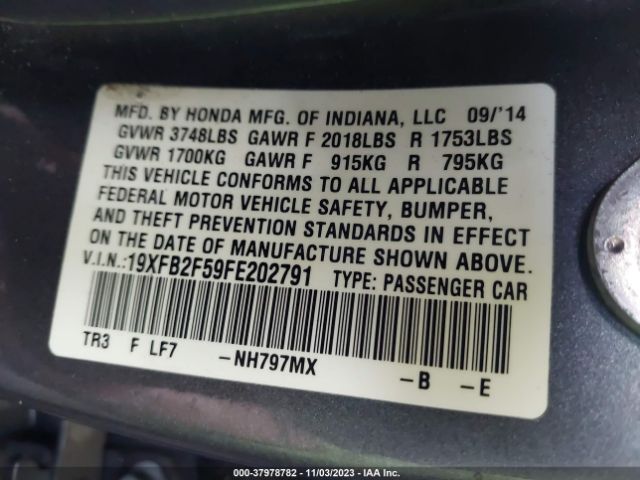 MFD. BY HONDA MFG. OF INDIANA, LLC 09/'14
GVWR 3748LBS GAWR F 2018LBS R 1753LBS
GVWR 1700KG GAWR F 915KG R 795KG
THIS VEHICLE CONFORMS TO ALL APPLICABLE
FEDERAL MOTOR VEHICLE SAFETY, BUMPER,
AND THEFT PREVENTION STANDARDS IN EFFECT
ON THE DATE OF MANUFACTURE SHOWN ABOVE.
V.I.N.:19XFB2F59FE202791 TYPE: PASSENGER CAR
TR3 F LF7 -NH797MX -B -E
000-37978782 - 11/03/2023 - IAA Inc.